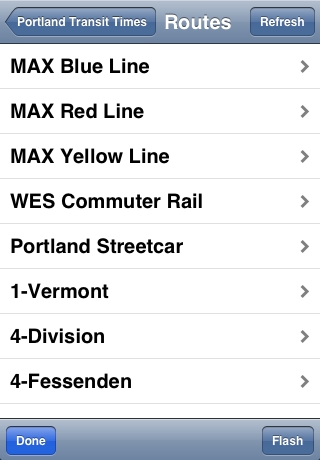 Portland Transit Times Routes Refresh
MAX Blue Line
MAX Red Line
MAX Yellow Line
WES Commuter Rail
Portland Streetcar
1-Vermont
4-Division
4-Fessenden
Done Flash